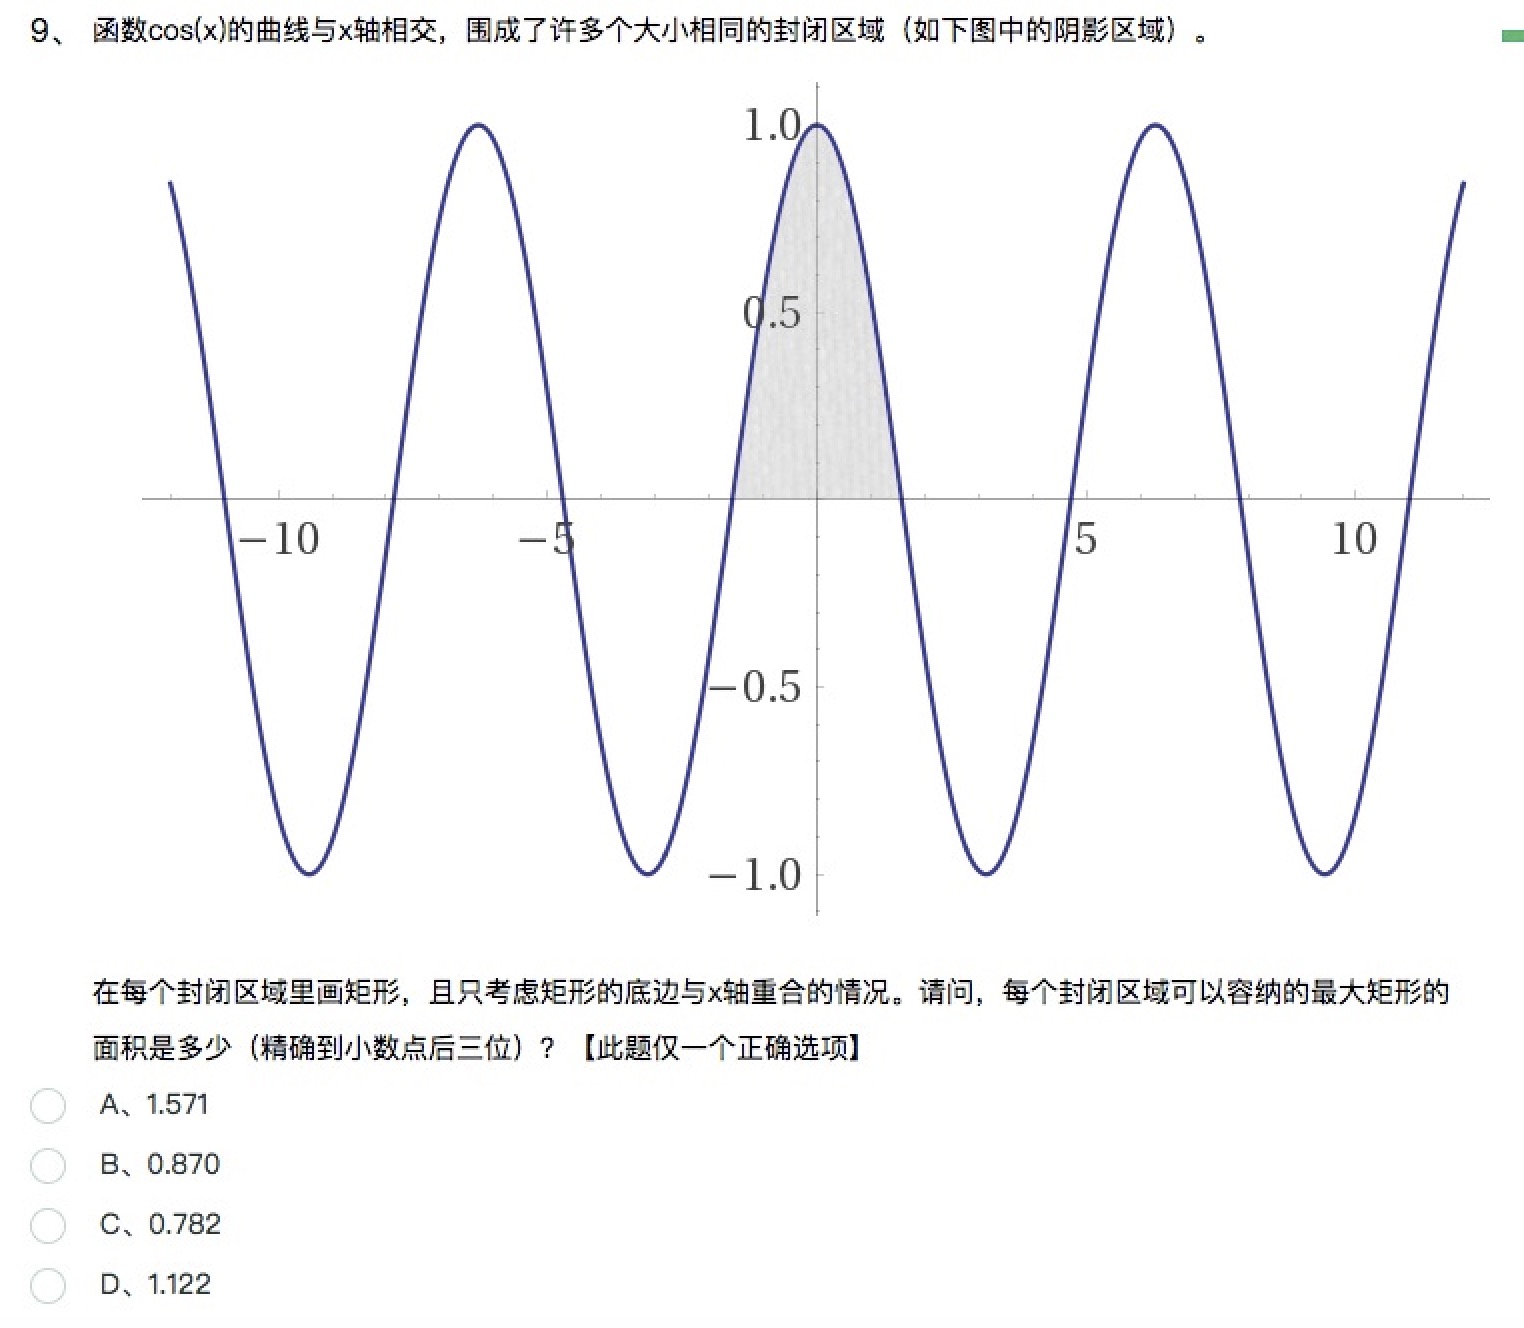 9、 函数cos(x)的曲线与x轴相交，围成了许多个大小相同的封闭区域（如下图中的阴影区域）。
1.0
0.5
−10
−5
5
10
−0.5
−1.0
在每个封闭区域里画矩形，且只考虑矩形的底边与x轴重合的情况。请问，每个封闭区域可以容纳的最大矩形的
面积是多少（精确到小数点后三位）？【此题仅一个正确选项】
A、1.571
B、0.870
C、0.782
D、1.122